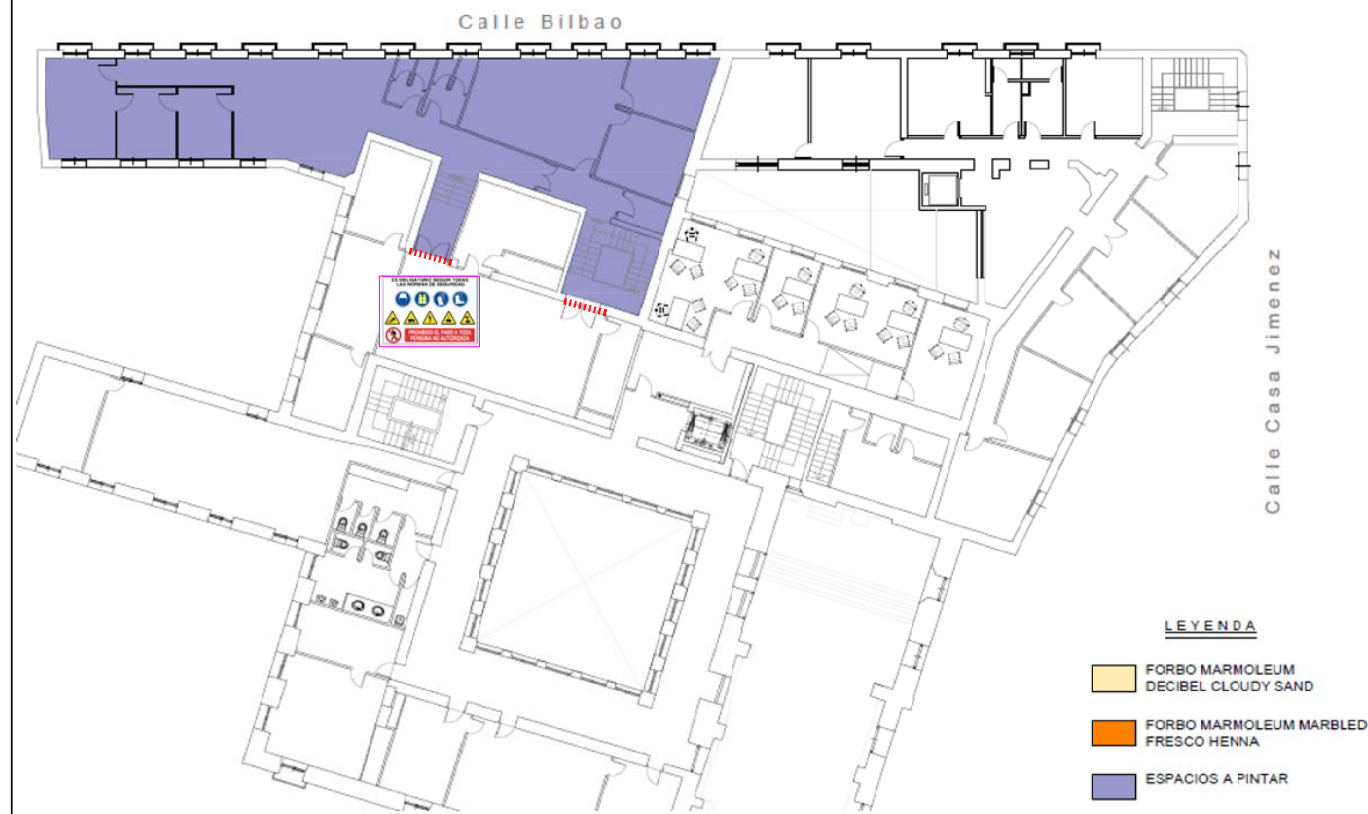 Calle Bilbao
ES OBLIGATORIO SEGUIR TODAS
LAS NORMAS DE SEGURIDAD
PROHIBIDO EL PASO A TODA
PERSONA NO AUTORIZADA
Calle Casa Jimenez
LEYENDA
FORBO MARMOLEUM
DECIBEL CLOUDY SAND
FORBO MARMOLEUM MARBLED
FRESCO HENNA
ESPACIOS A PINTAR